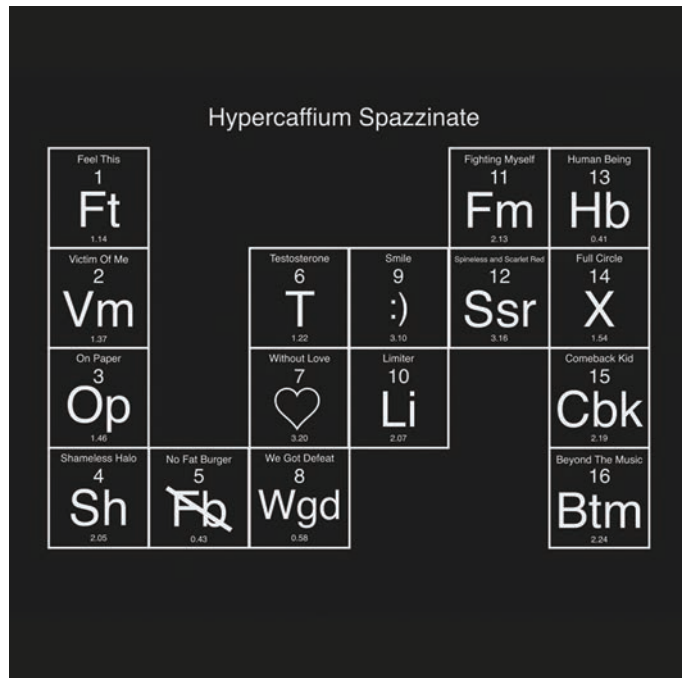 Hypercaffium Spazzinate
Feel This
1
Ft
1.14
Victim Of Me
2
Vm
1.37
On Paper
3
Op
1.46
Shameless Halo
4
Sh
2.05
No Fat Burger
5
Fb
0.43
Testosterone
6
T
1.22
Without Love
7
3.20
We Got Defeat
8
Wgd
0.58
Smile
9
:)
3.10
Limiter
10
Li
2.07
Fighting Myself
11
Fm
2.13
Spineless and Scarlet Red
12
Ssr
3.16
Human Being
13
Hb
0.41
Full Circle
14
X
1.54
Comeback Kid
15
Cbk
2.19
Beyond The Music
16
Btm
2.24